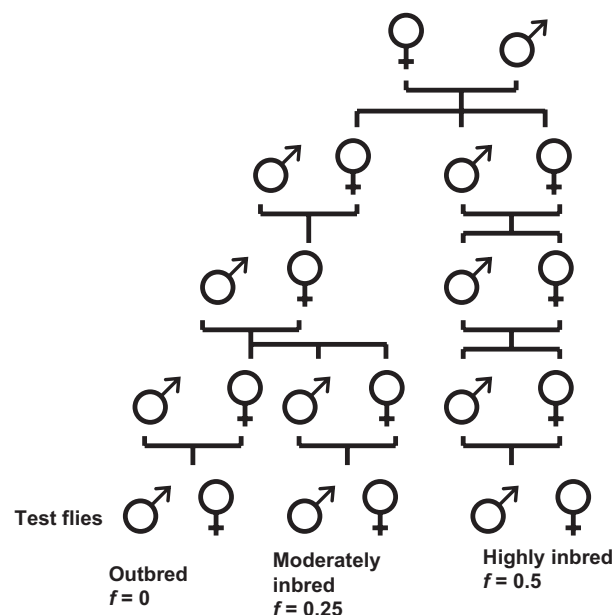 Test flies
Outbred
f = 0
Moderately
inbred
f = 0.25
Highly inbred
f = 0.5